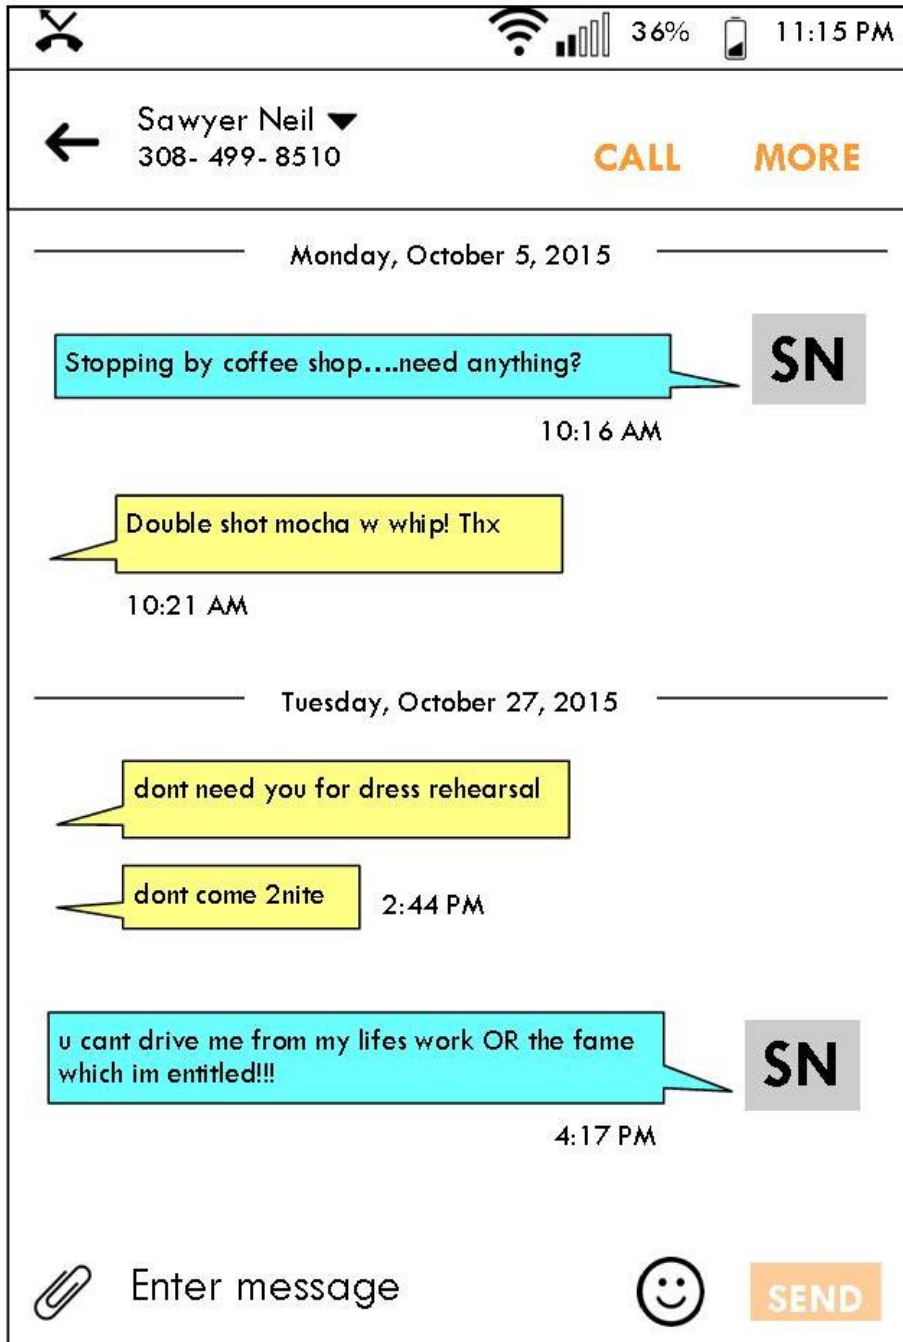 36% 11:15 PM
Sawyer Neil
308- 499- 8510
CALL MORE
Monday, October 5, 2015
Stopping by coffee shop....need anything?
SN
10:16 AM
Double shot mocha w whip! Thx
10:21 AM
Tuesday, October 27, 2015
dont need you for dress rehearsal
dont come 2nite
2:44 PM
u cant drive me from my lifes work OR the fame
which im entitled!!!
SN
4:17 PM
Enter message
SEND